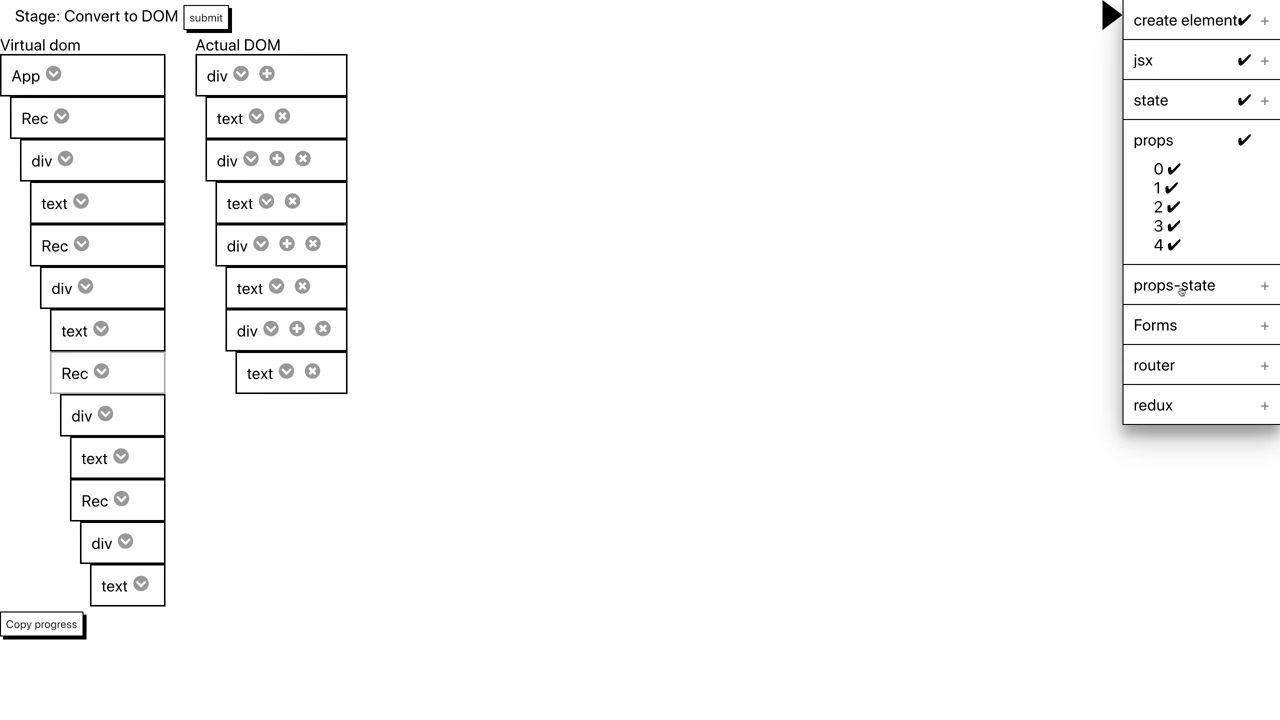 Stage: Convert to DOM submit
Virtual dom
App
Rec
div
text
Rec
div
text
Rec
div
text
Rec
div
text
Copy progress
Actual DOM
div
text
div
text
div
text
div
text
create element✔ +
jsx ✔ +
state ✔ +
props ✔
0 ✔
1 ✔
2 ✔
3 ✔
4 ✔
props-state +
Forms +
router +
redux +